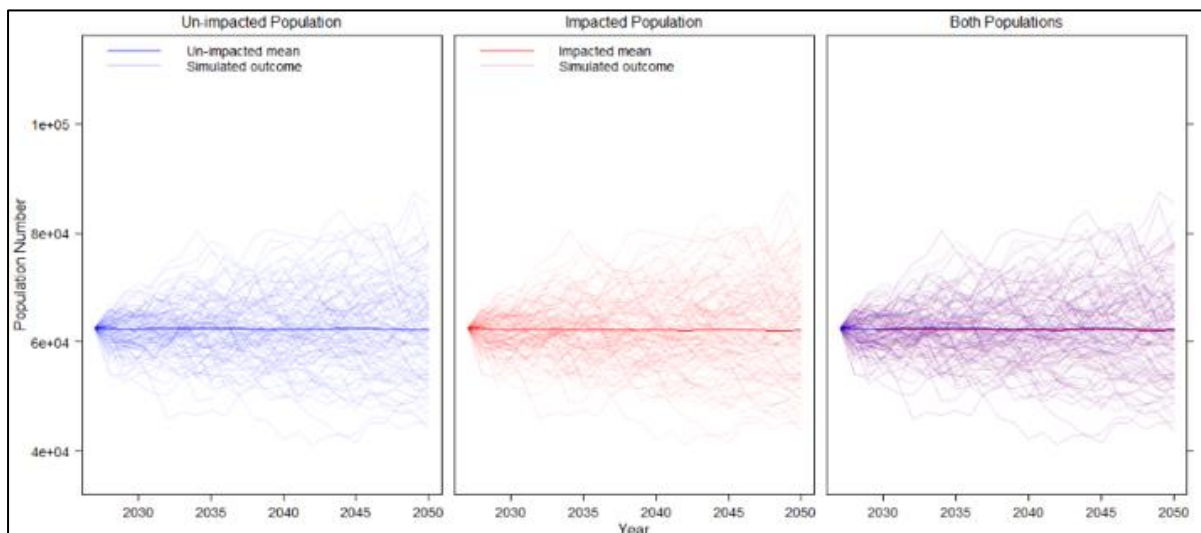 Un-impacted Population
Impacted Population
Both Populations
Un-impacted mean
Simulated outcome
Impacted mean
Simulated outcome
Population Number
1e+05
8e+04
6e+04
4e+04
2030 2035 2040 2045 2050
2030 2035 2040 2045 2050
2030 2035 2040 2045 2050
Year